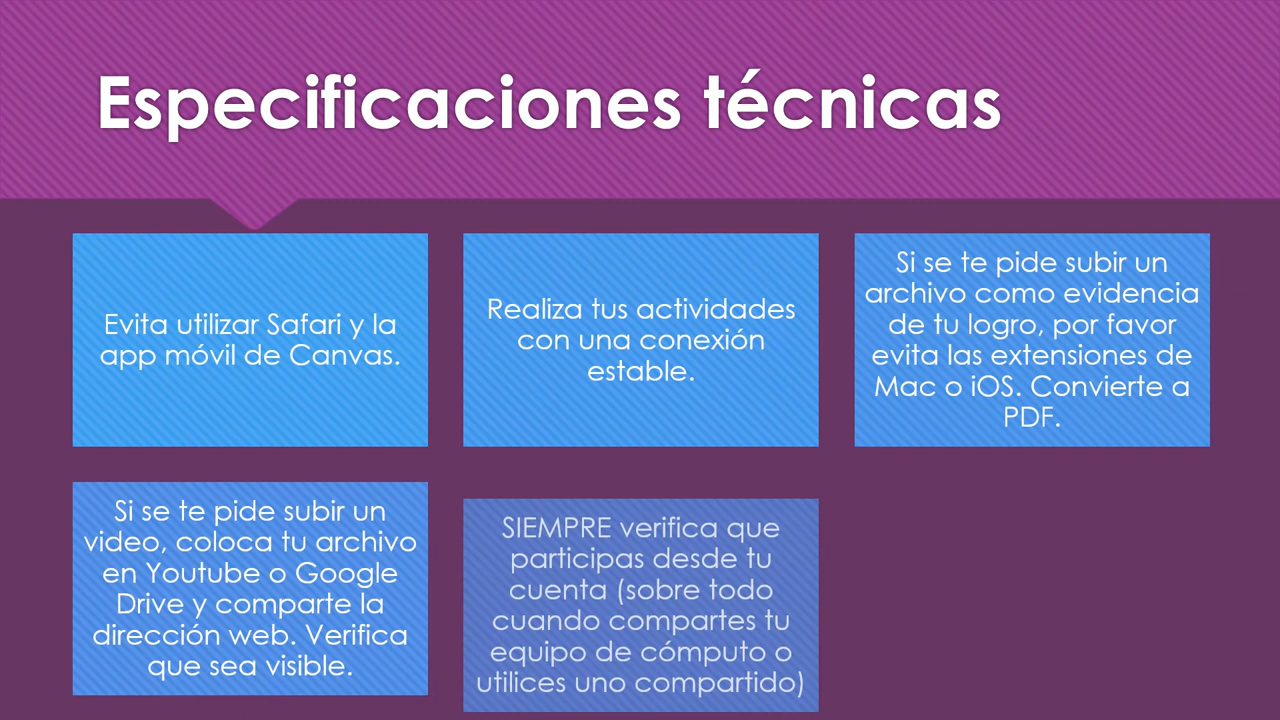 Especificaciones técnicas
Evita utilizar Safari y la
app móvil de Canvas.
Realiza tus actividades
con una conexión
estable.
Si se te pide subir un
archivo como evidencia
de tu logro, por favor
evita las extensiones de
Mac o iOS. Convierte a
PDF.
Si se te pide subir un
video, coloca tu archivo
en Youtube o Google
Drive y comparte la
dirección web. Verifica
que sea visible.
SIEMPRE verifica que
participas desde tu
cuenta (sobre todo
cuando compartes tu
equipo de cómputo o
utilices uno compartido)